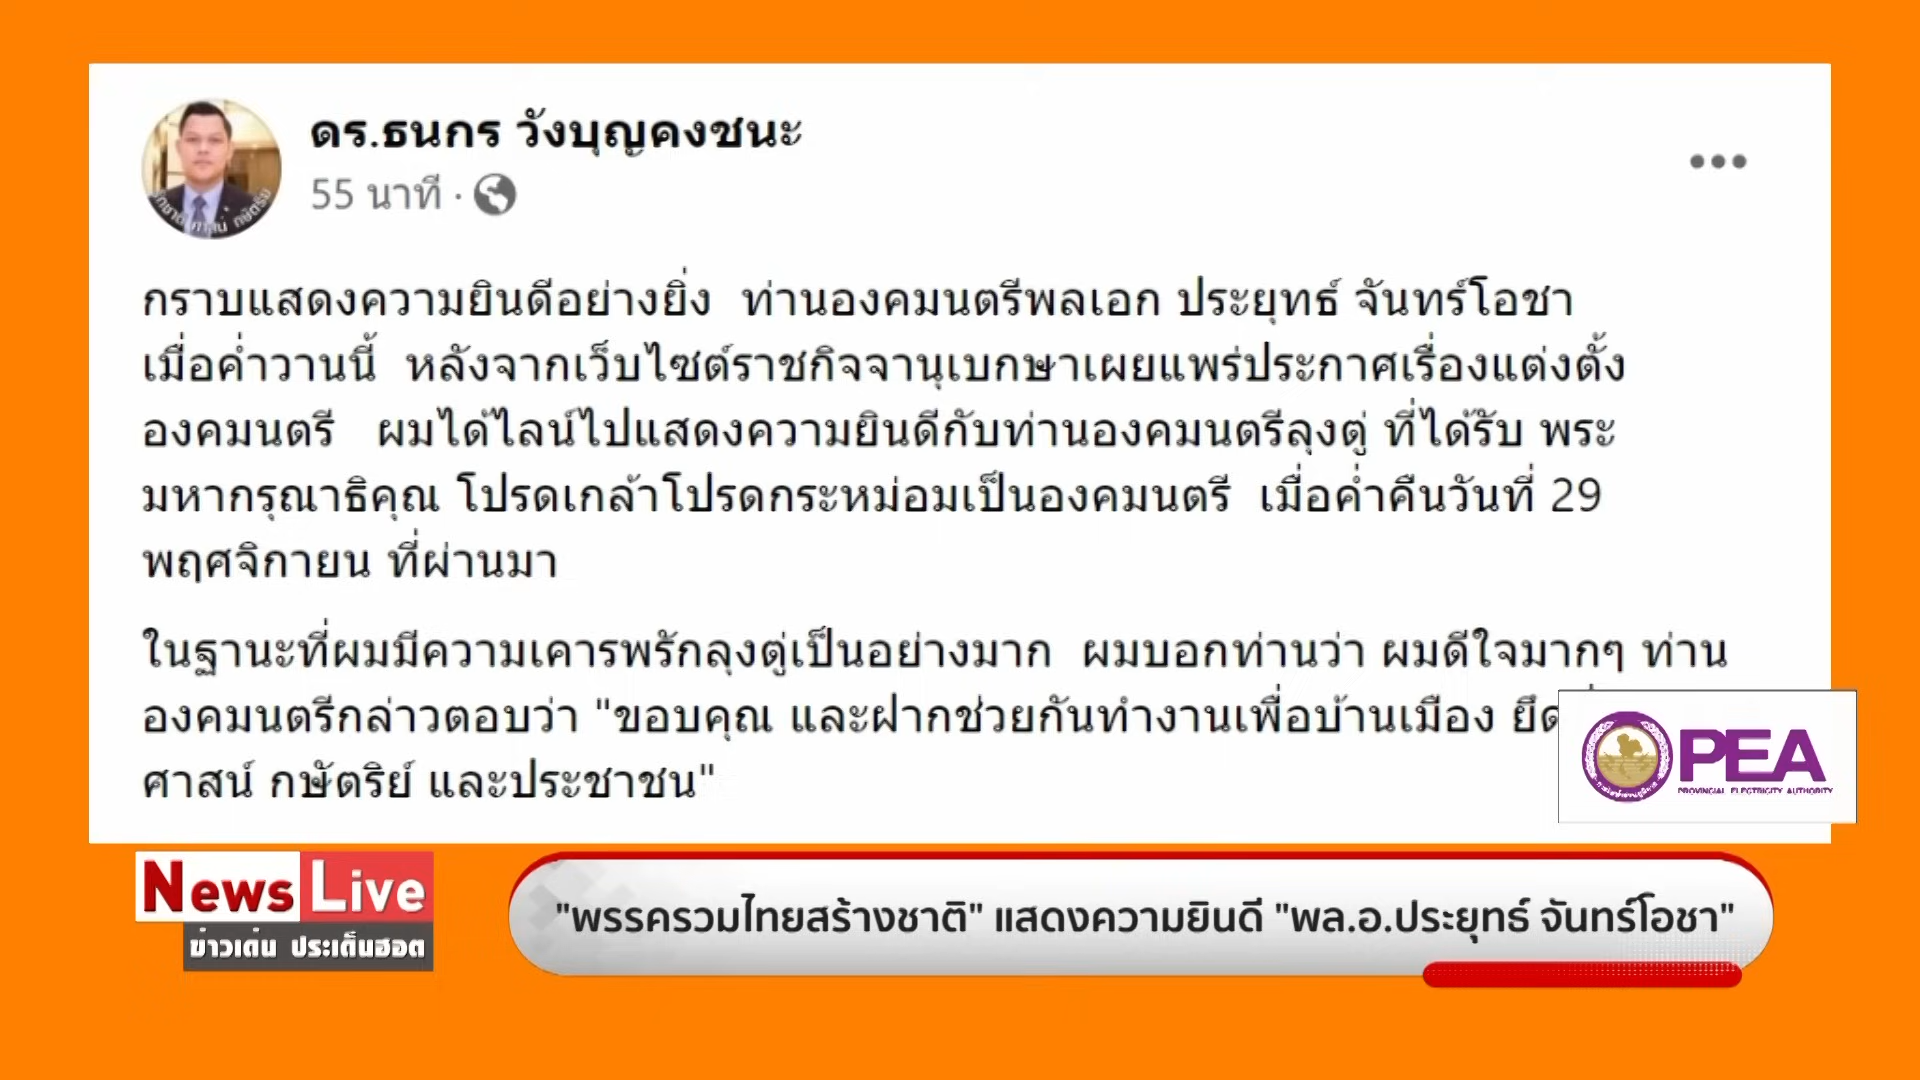 ดร.ธนกร วังบุญคงชนะ
55 นาที ·
กราบแสดงความยินดีอย่างยิ่ง ท่านองคมนตรีพลเอก ประยุทธ์ จันทร์โอชา
เมื่อค่ำวานนี้ หลังจากเว็บไซต์ราชกิจจานุเบกษาเผยแพร่ประกาศเรื่องแต่งตั้ง
องคมนตรี ผมได้ไลน์ไปแสดงความยินดีกับท่านองคมนตรีลุงตู่ ที่ได้รับ พระ
มหากรุณาธิคุณ โปรดเกล้าโปรดกระหม่อมเป็นองคมนตรี เมื่อค่ำคืนวันที่ 29
พฤศจิกายน ที่ผ่านมา
ในฐานะที่ผมมีความเคารพรักลุงตู่เป็นอย่างมาก ผมบอกท่านว่า ผมดีใจมากๆ ท่าน
องคมนตรีกล่าวตอบว่า "ขอบคุณ และฝากช่วยกันทำงานเพื่อบ้านเมือง
ศาสน์ กษัตริย์ และประชาชน"
PEA
PROVINCIAL ELECTRICITY AUTHORITY
News Live
ข่าวเด่น ประเด็นฮอต
"พรรครวมไทยสร้างชาติ" แสดงความยินดี "พล.อ.ประยุทธ์ จันทร์โอชา"